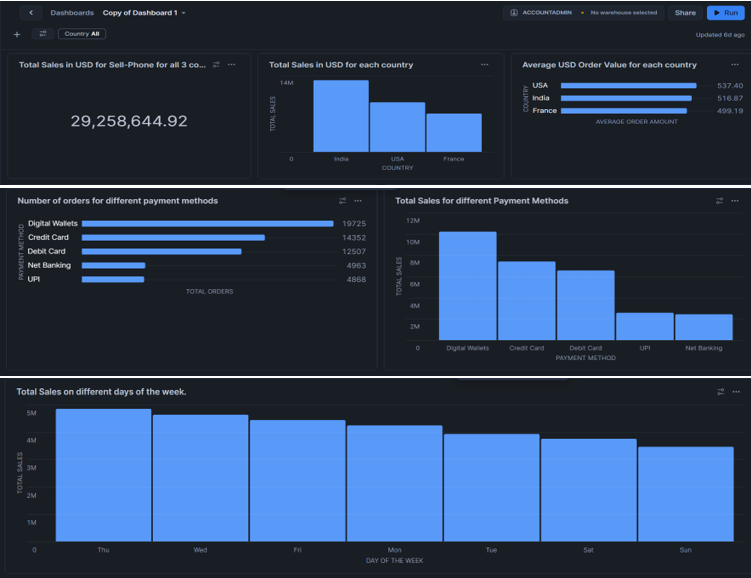 Dashboards Copy of Dashboard 1
ACCOUNTADMIN • No warehouse selected Share Run
Country All
Updated 6d ago
Total Sales in USD for Sell-Phone for all 3 co...
29,258,644.92
Total Sales in USD for each country
14M
0
TOTAL SALES
India USA France
COUNTRY
Average USD Order Value for each country
COUNTRY
USA 537.40
India 516.87
France 499.19
AVERAGE ORDER AMOUNT
Number of orders for different payment methods
PAYMENT METHOD
Digital Wallets 19725
Credit Card 14352
Debit Card 12507
Net Banking 4963
UPI 4868
TOTAL ORDERS
Total Sales for different Payment Methods
TOTAL SALES
12M
10M
8M
6M
4M
2M
0
Digital Wallets Credit Card Debit Card UPI Net Banking
PAYMENT METHOD
Total Sales on different days of the week.
TOTAL SALES
5M
4M
3M
2M
1M
0
Thu Wed Fri Mon Tue Sat Sun
DAY OF THE WEEK